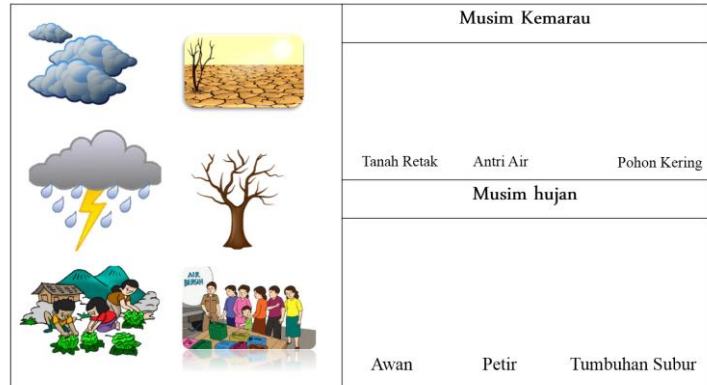 Musim Kemarau
Tanah Retak Antri Air Pohon Kering
Musim hujan
Awan Petir Tumbuhan Subur
AIR
BERSIH